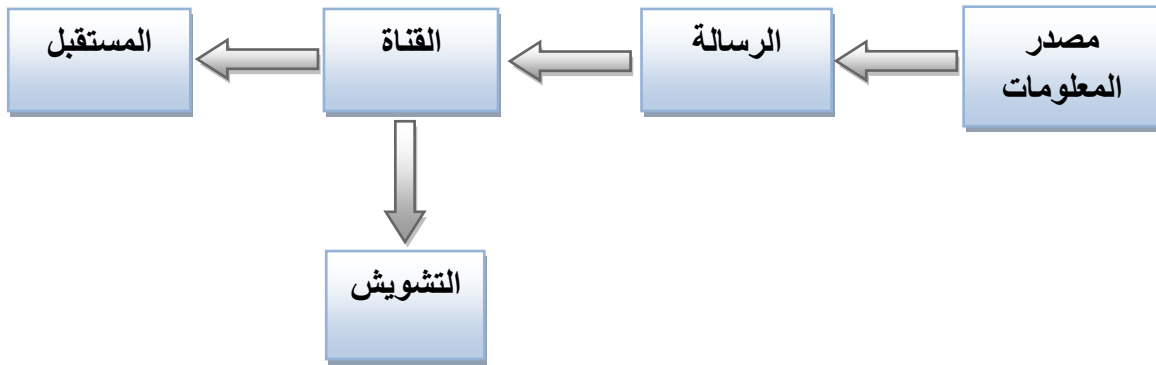 مصدر
المعلومات
الرسالة
القناة
المستقبل
التشويش